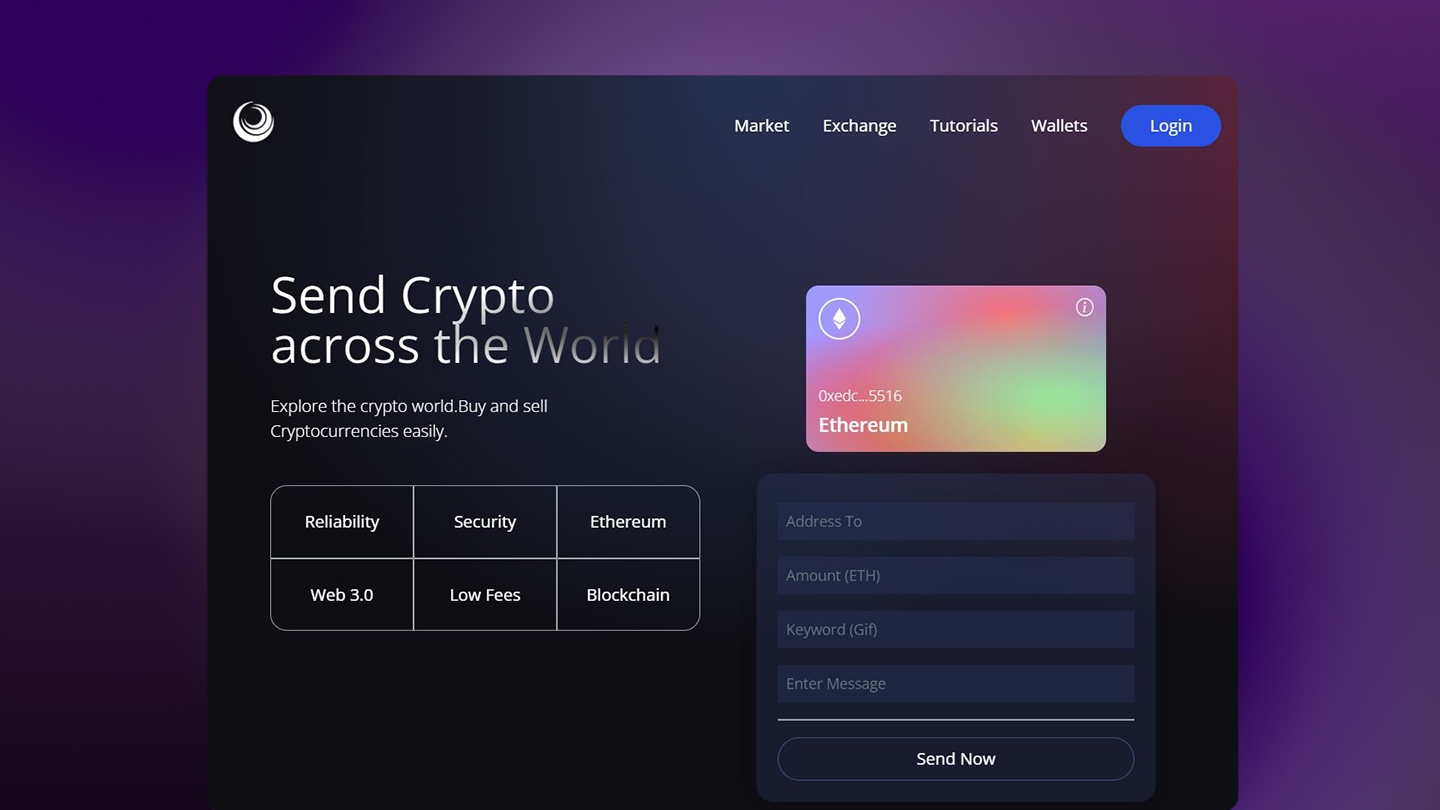 Market Exchange Tutorials Wallets Login
Send Crypto
across the World
Explore the crypto world.Buy and sell
Cryptocurrencies easily.
Reliability Security Ethereum
Web 3.0 Low Fees Blockchain
i
0xedc...5516
Ethereum
Address To
Amount (ETH)
Keyword (Gif)
Enter Message
Send Now